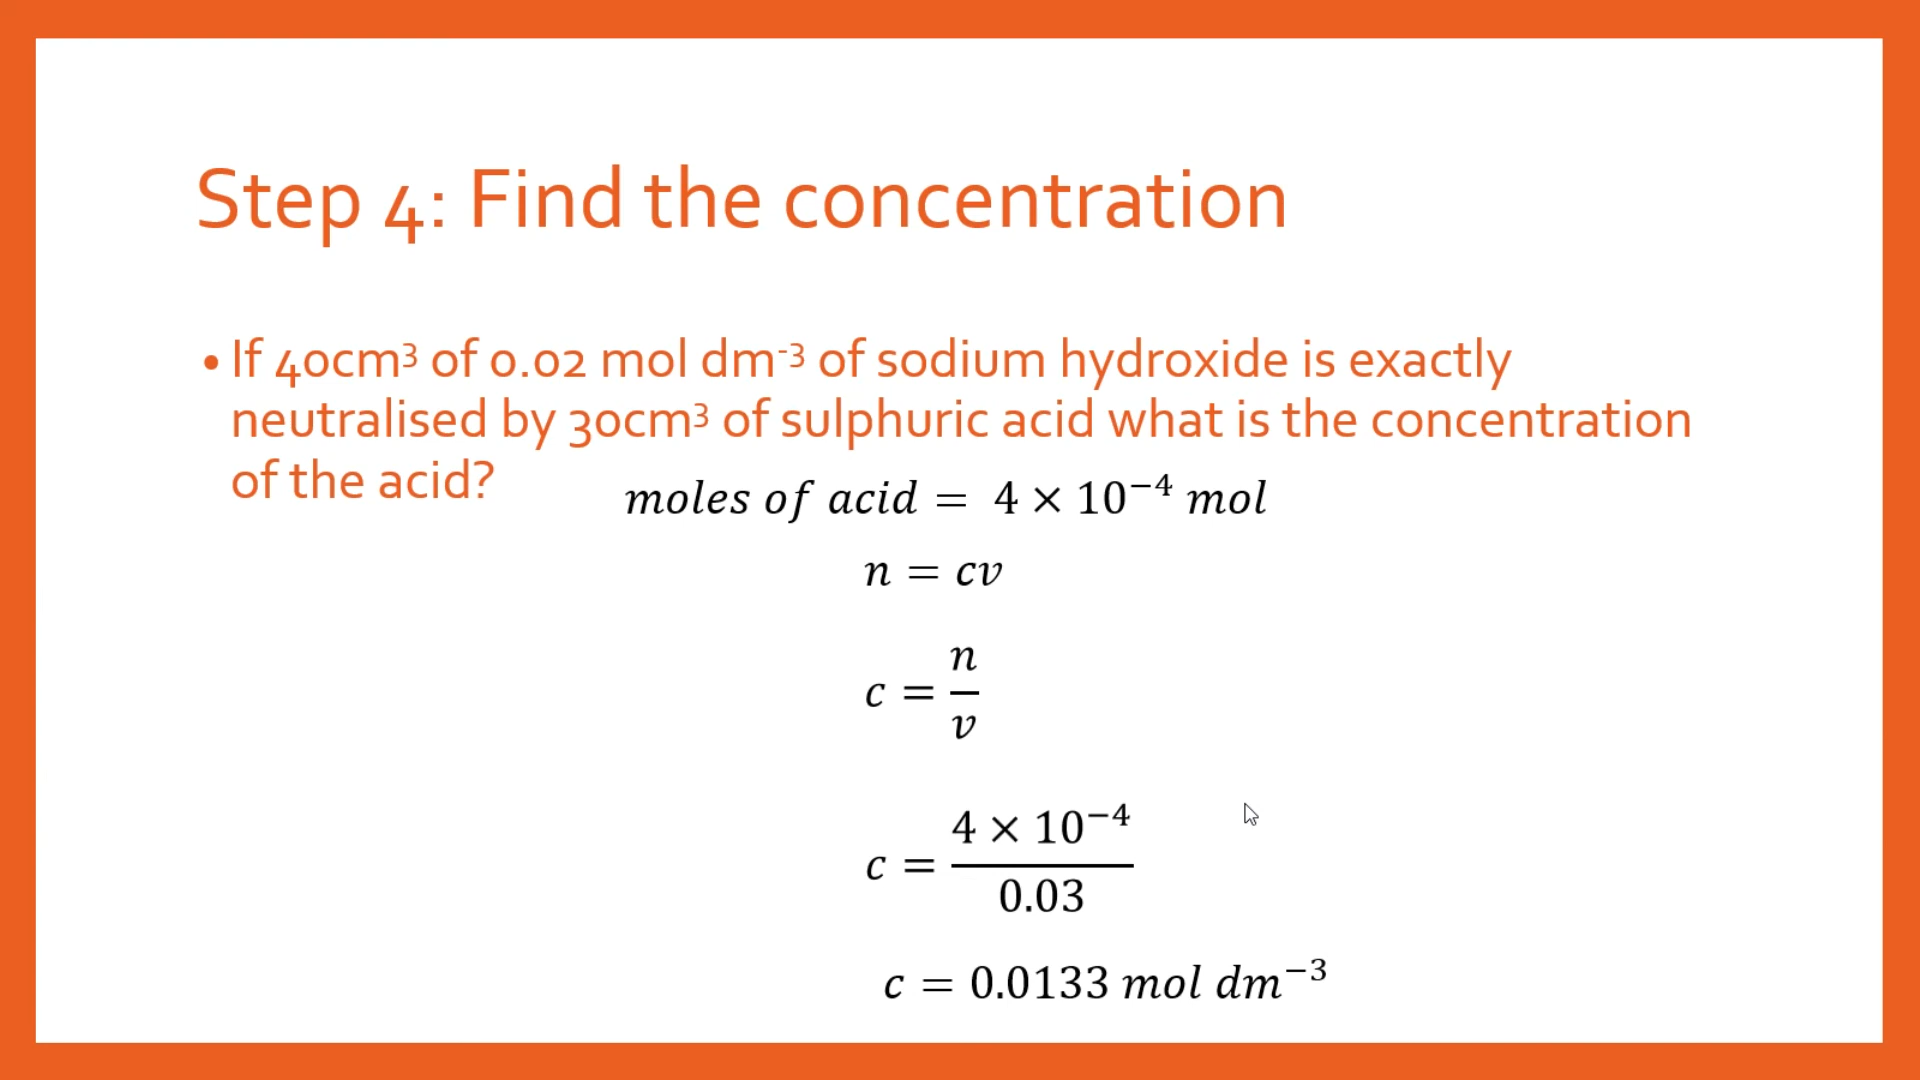 Step 4: Find the concentration
• If 40cm³ of 0.02 mol dm⁻³ of sodium hydroxide is exactly
neutralised by 30cm³ of sulphuric acid what is the concentration
of the acid?
moles of acid = 4 × 10⁻⁴ mol
n = cv
c = n/v
c = 4 × 10⁻⁴/0.03
c = 0.0133 mol dm⁻³